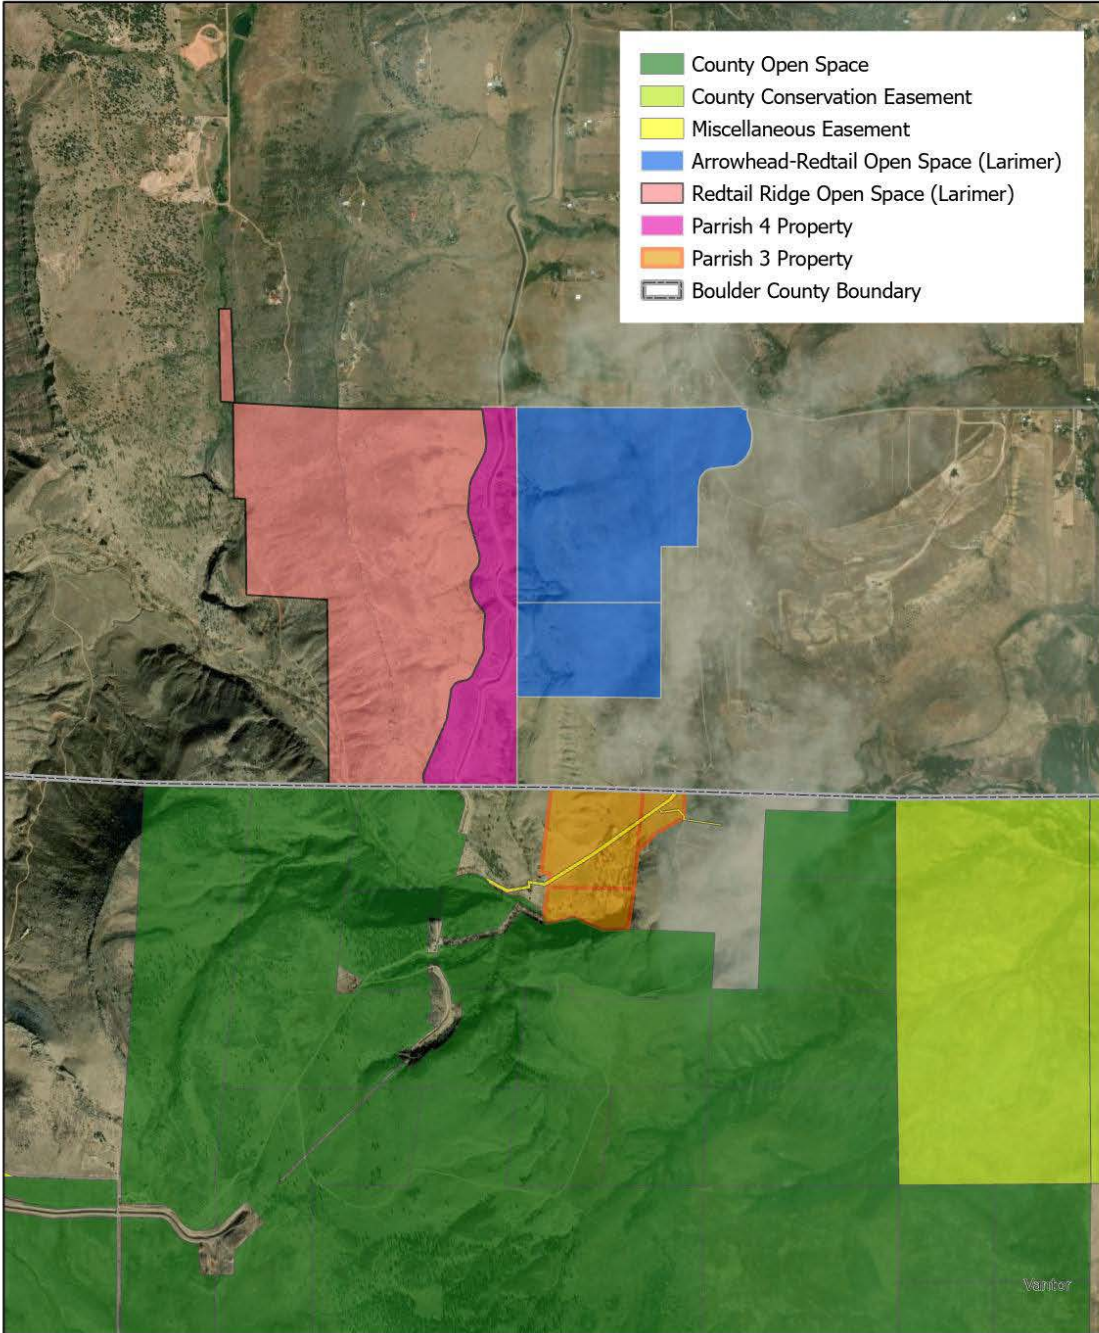 County Open Space
County Conservation Easement
Miscellaneous Easement
Arrowhead-Redtail Open Space (Larimer)
Redtail Ridge Open Space (Larimer)
Parrish 4 Property
Parrish 3 Property
Boulder County Boundary
Vantor